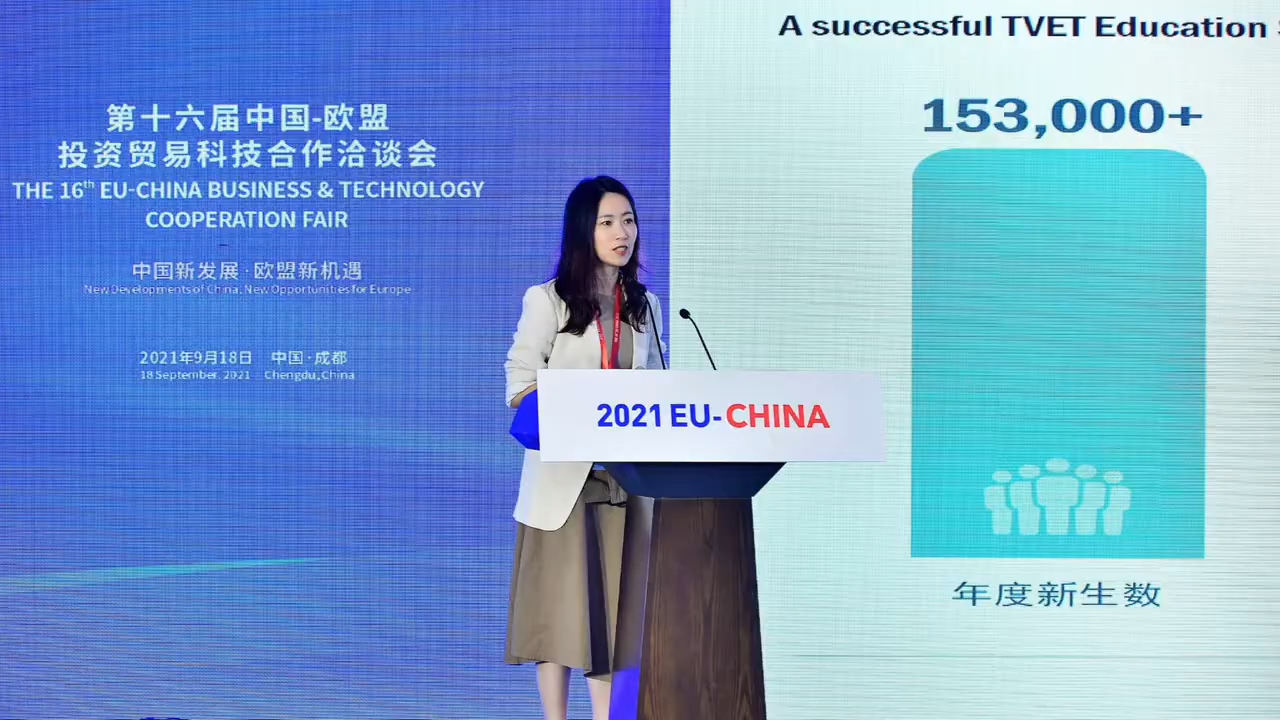 第十六届中国-欧盟
投资贸易科技合作洽谈会
THE 16th EU-CHINA BUSINESS & TECHNOLOGY
COOPERATION FAIR
中国新发展·欧盟新机遇
New Developments of China, New Opportunities for Europe
2021年9月18日 中国·成都
18 September, 2021 Chengdu, China
A successful TVET Education
153,000+
年度新生数
2021 EU-CHINA